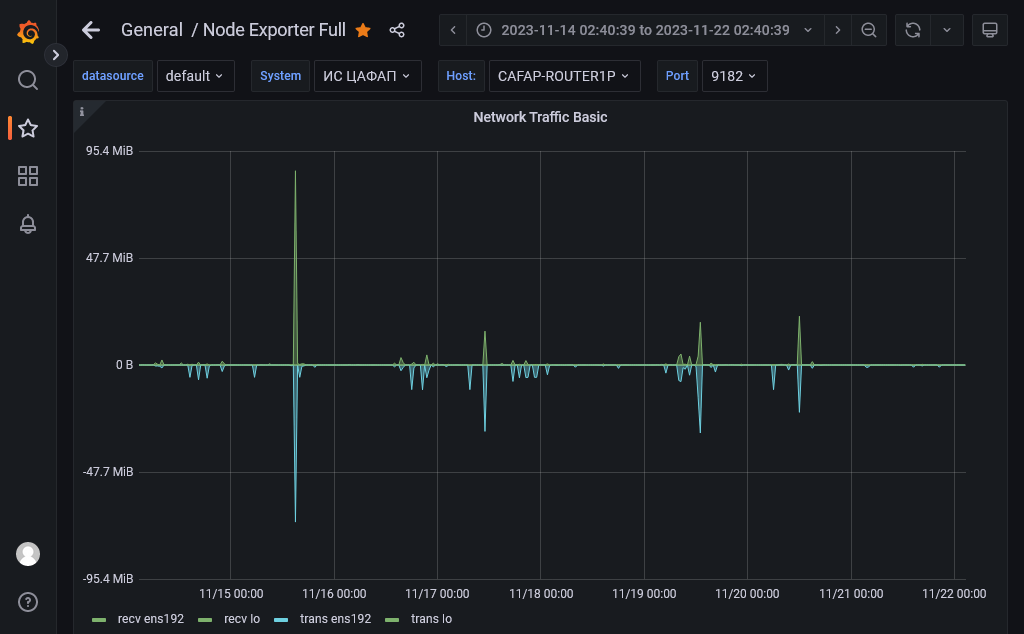 General / Node Exporter Full
2023-11-14 02:40:39 to 2023-11-22 02:40:39
datasource default System ИС ЦАФАП Host: CAFAP-ROUTER1P Port 9182
i
Network Traffic Basic
95.4 MiB
47.7 MiB
0 B
-47.7 MiB
-95.4 MiB
11/15 00:00 11/16 00:00 11/17 00:00 11/18 00:00 11/19 00:00 11/20 00:00 11/21 00:00 11/22 00:00
recv ens192 recv lo trans ens192 trans lo